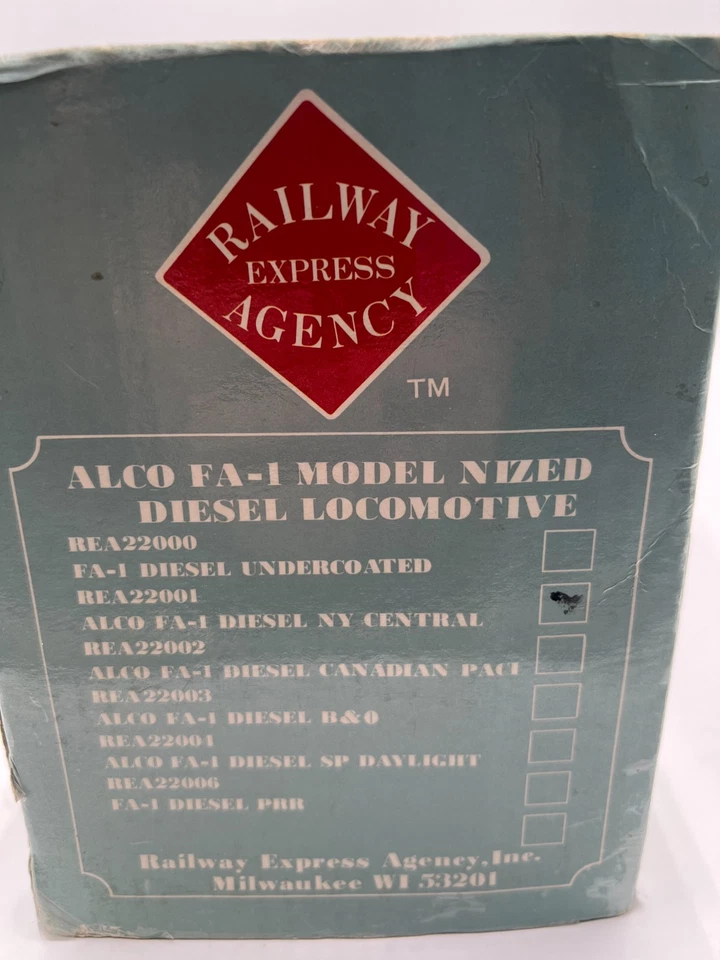 RAILWAY
EXPRESS
AGENCY
TM
ALCO FA-1 MODEL NIZED
DIESEL LOCOMOTIVE
REA22000
FA-1 DIESEL UNDERCOATED
REA22001
ALCO FA-1 DIESEL NY CENTRAL
REA22002
ALCO FA-1 DIESEL CANADIAN PACI
REA22003
ALCO FA-1 DIESEL B&O
REA22004
ALCO FA-1 DIESEL SP DAYLIGHT
REA22006
FA-1 DIESEL PRR
Railway Express Agency,Inc.
Milwaukee WI 53201